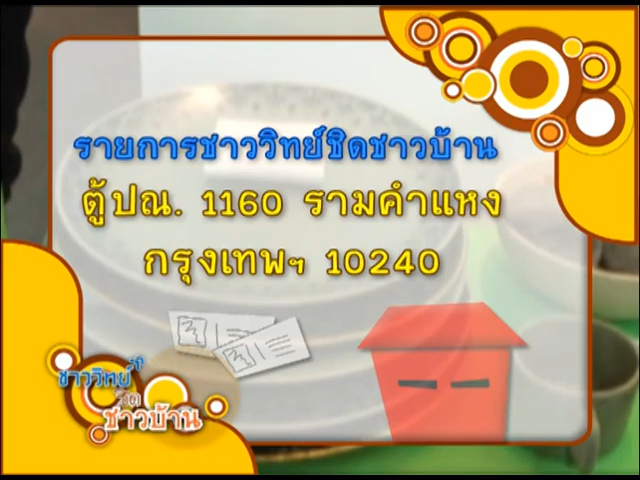 รายการชาววิทย์ชิดชาวบ้าน
ตู้ปณ. 1160 รามคำแหง
กรุงเทพฯ 10240
ชาววิทย์
ชิด
ชาวบ้าน